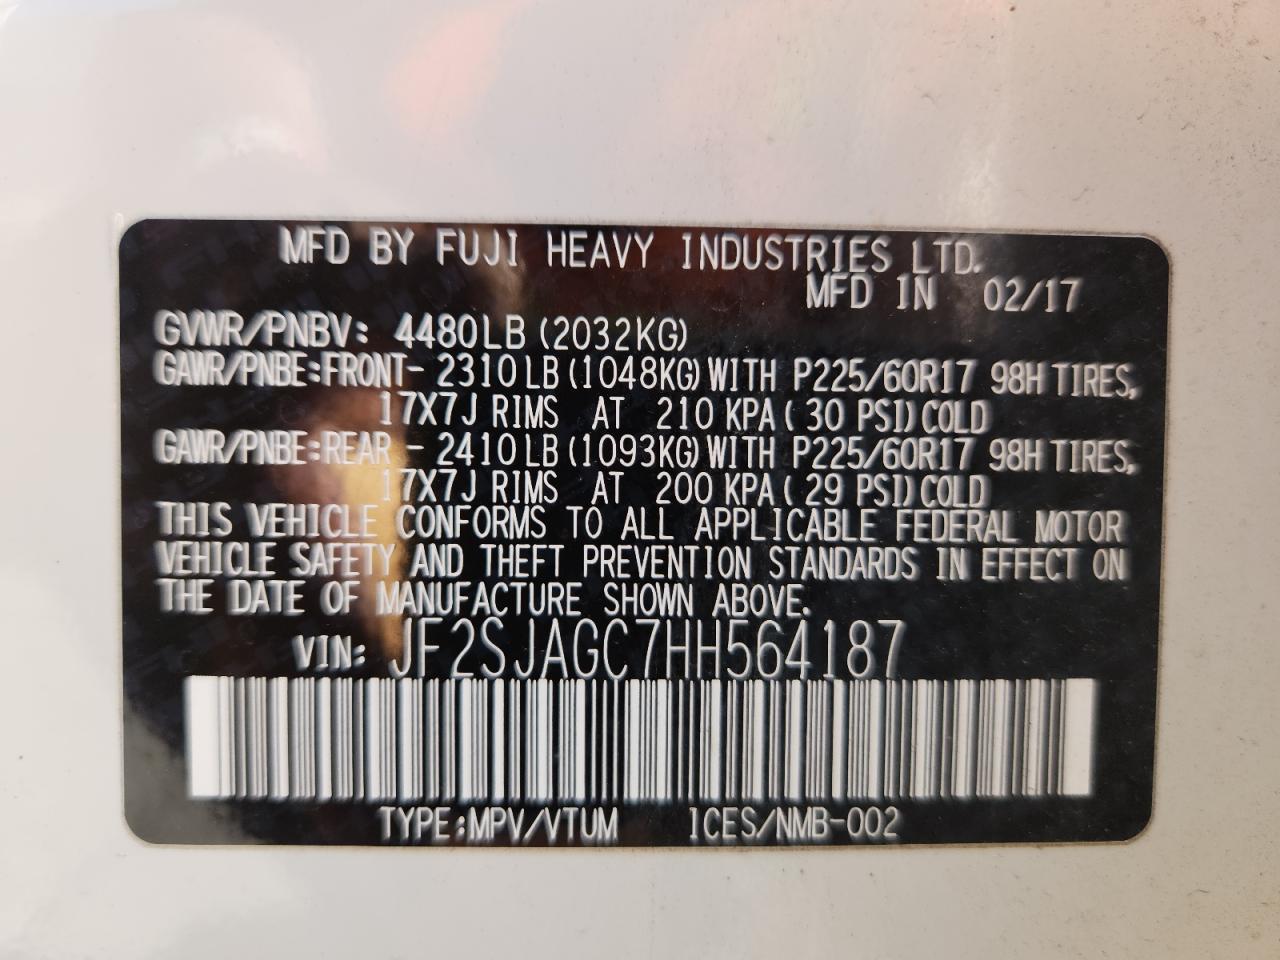 MFD BY FUJI HEAVY INDUSTRIES LTD.
MFD IN 02/17
GVWR/PNBV: 4480LB (2032KG)
GAWR/PNBE:FRONT- 2310LB (1048KG) WITH P225/60R17 98H TIRES,
17X7J RIMS AT 210 KPA ( 30 PSI) COLD
GAWR/PNBE:REAR - 2410LB (1093KG) WITH P225/60R17 98H TIRES,
17X7J RIMS AT 200 KPA ( 29 PSI) COLD
THIS VEHICLE CONFORMS TO ALL APPLICABLE FEDERAL MOTOR
VEHICLE SAFETY AND THEFT PREVENTION STANDARDS IN EFFECT ON
THE DATE OF MANUFACTURE SHOWN ABOVE.
VIN: JF2SJAGC7HH564187
TYPE:MPV/VTUM ICES/NMB-002